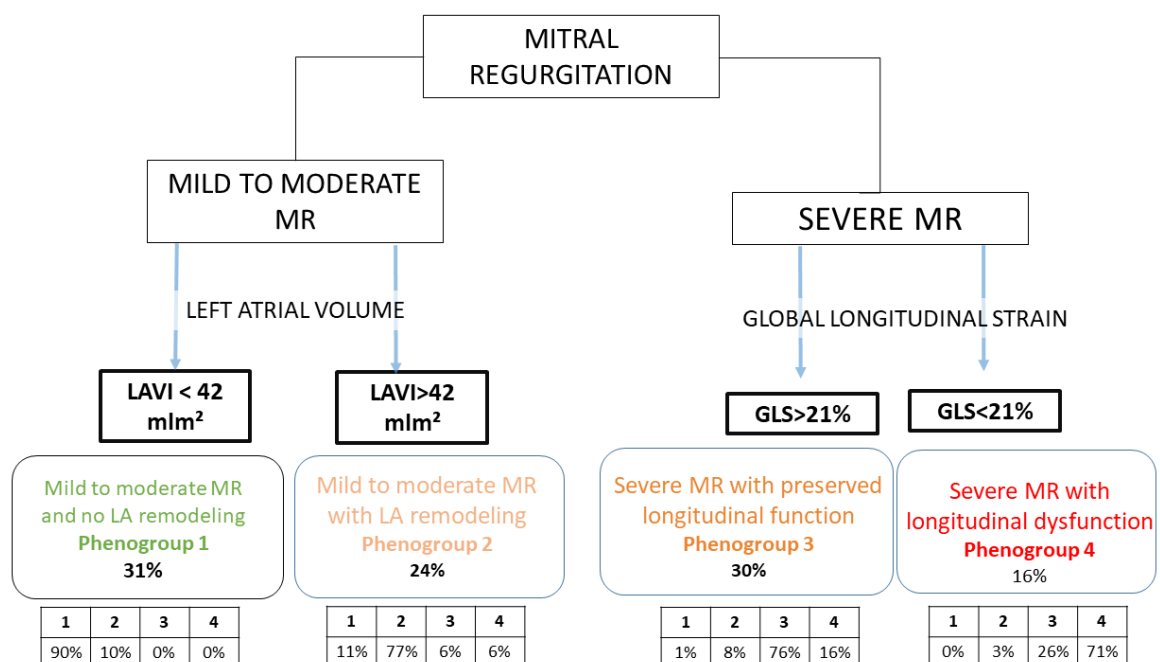 MITRAL
REGURGITATION
MILD TO MODERATE
MR
SEVERE MR
LEFT ATRIAL VOLUME
GLOBAL LONGITUDINAL STRAIN
LAVI < 42
mlm²
LAVI>42
mlm²
GLS>21%
GLS<21%
Mild to moderate MR
and no LA remodeling
Phenogroup 1
31%
Mild to moderate MR
with LA remodeling
Phenogroup 2
24%
Severe MR with preserved
longitudinal function
Phenogroup 3
30%
Severe MR with
longitudinal dysfunction
Phenogroup 4
16%
1 2 3 4
90% 10% 0% 0%
1 2 3 4
11% 77% 6% 6%
1 2 3 4
1% 8% 76% 16%
1 2 3 4
0% 3% 26% 71%